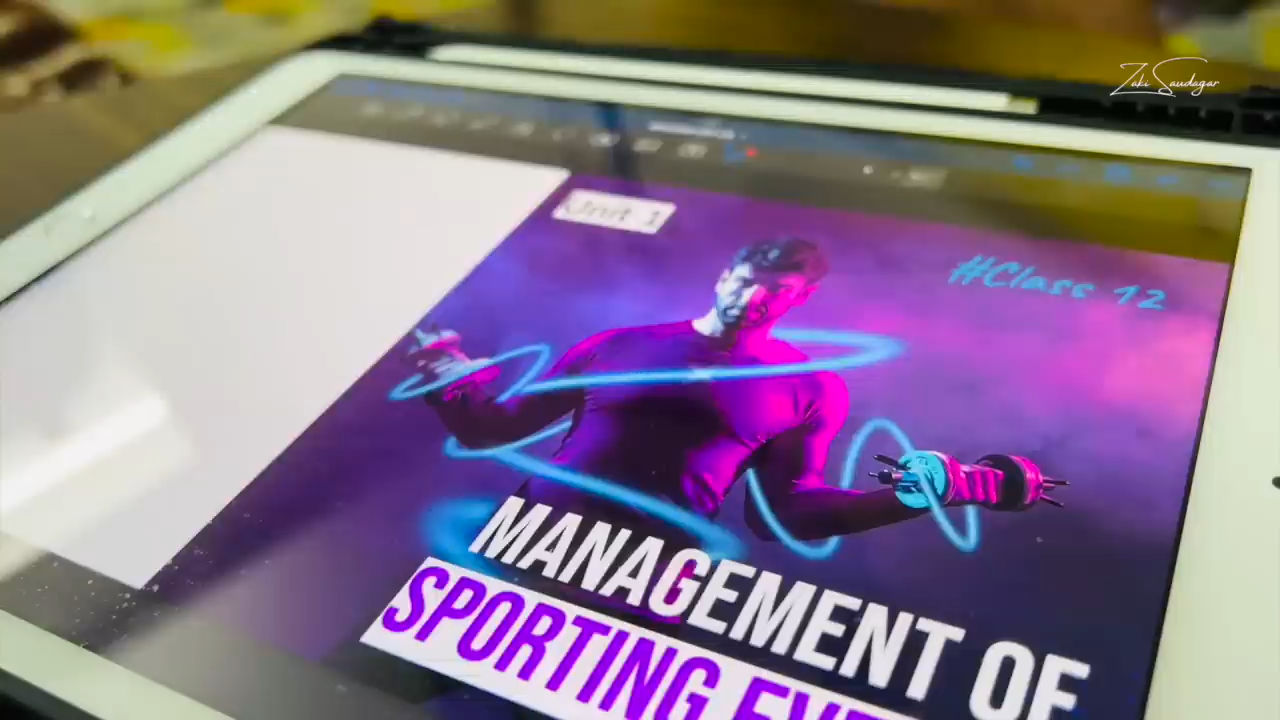 Zaki Saudagar
Unit 1
#Class 12
MANAGEMENT OF
SPORTING